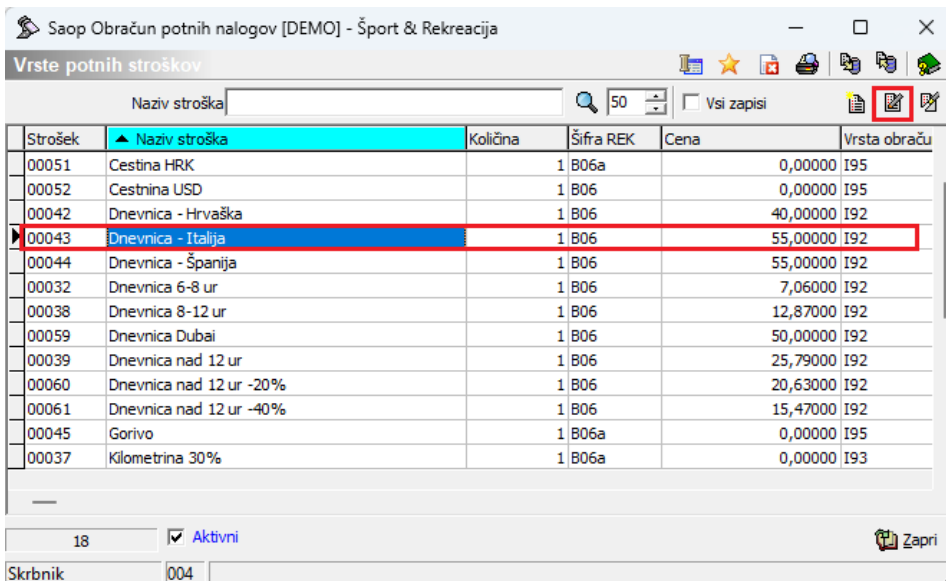 Saop Obračun potnih nalogov [DEMO] - Šport & Rekreacija
Vrste potnih stroškov
Naziv stroška 50 Vsi zapisi
Strošek Naziv stroška Količina Šifra REK Cena Vrsta obraču
00051 Cestina HRK 1 B06a 0,00000 I95
00052 Cestnina USD 1 B06 0,00000 I95
00042 Dnevnica - Hrvaška 1 B06 40,00000 I92
00043 Dnevnica - Italija 1 B06 55,00000 I92
00044 Dnevnica - Španija 1 B06 55,00000 I92
00032 Dnevnica 6-8 ur 1 B06 7,06000 I92
00038 Dnevnica 8-12 ur 1 B06 12,87000 I92
00059 Dnevnica Dubai 1 B06 50,00000 I92
00039 Dnevnica nad 12 ur 1 B06 25,79000 I92
00060 Dnevnica nad 12 ur -20% 1 B06 20,63000 I92
00061 Dnevnica nad 12 ur -40% 1 B06 15,47000 I92
00045 Gorivo 1 B06a 0,00000 I95
00037 Kilometrina 30% 1 B06a 0,00000 I93
18 Aktivni Zapri
Skrbnik 004